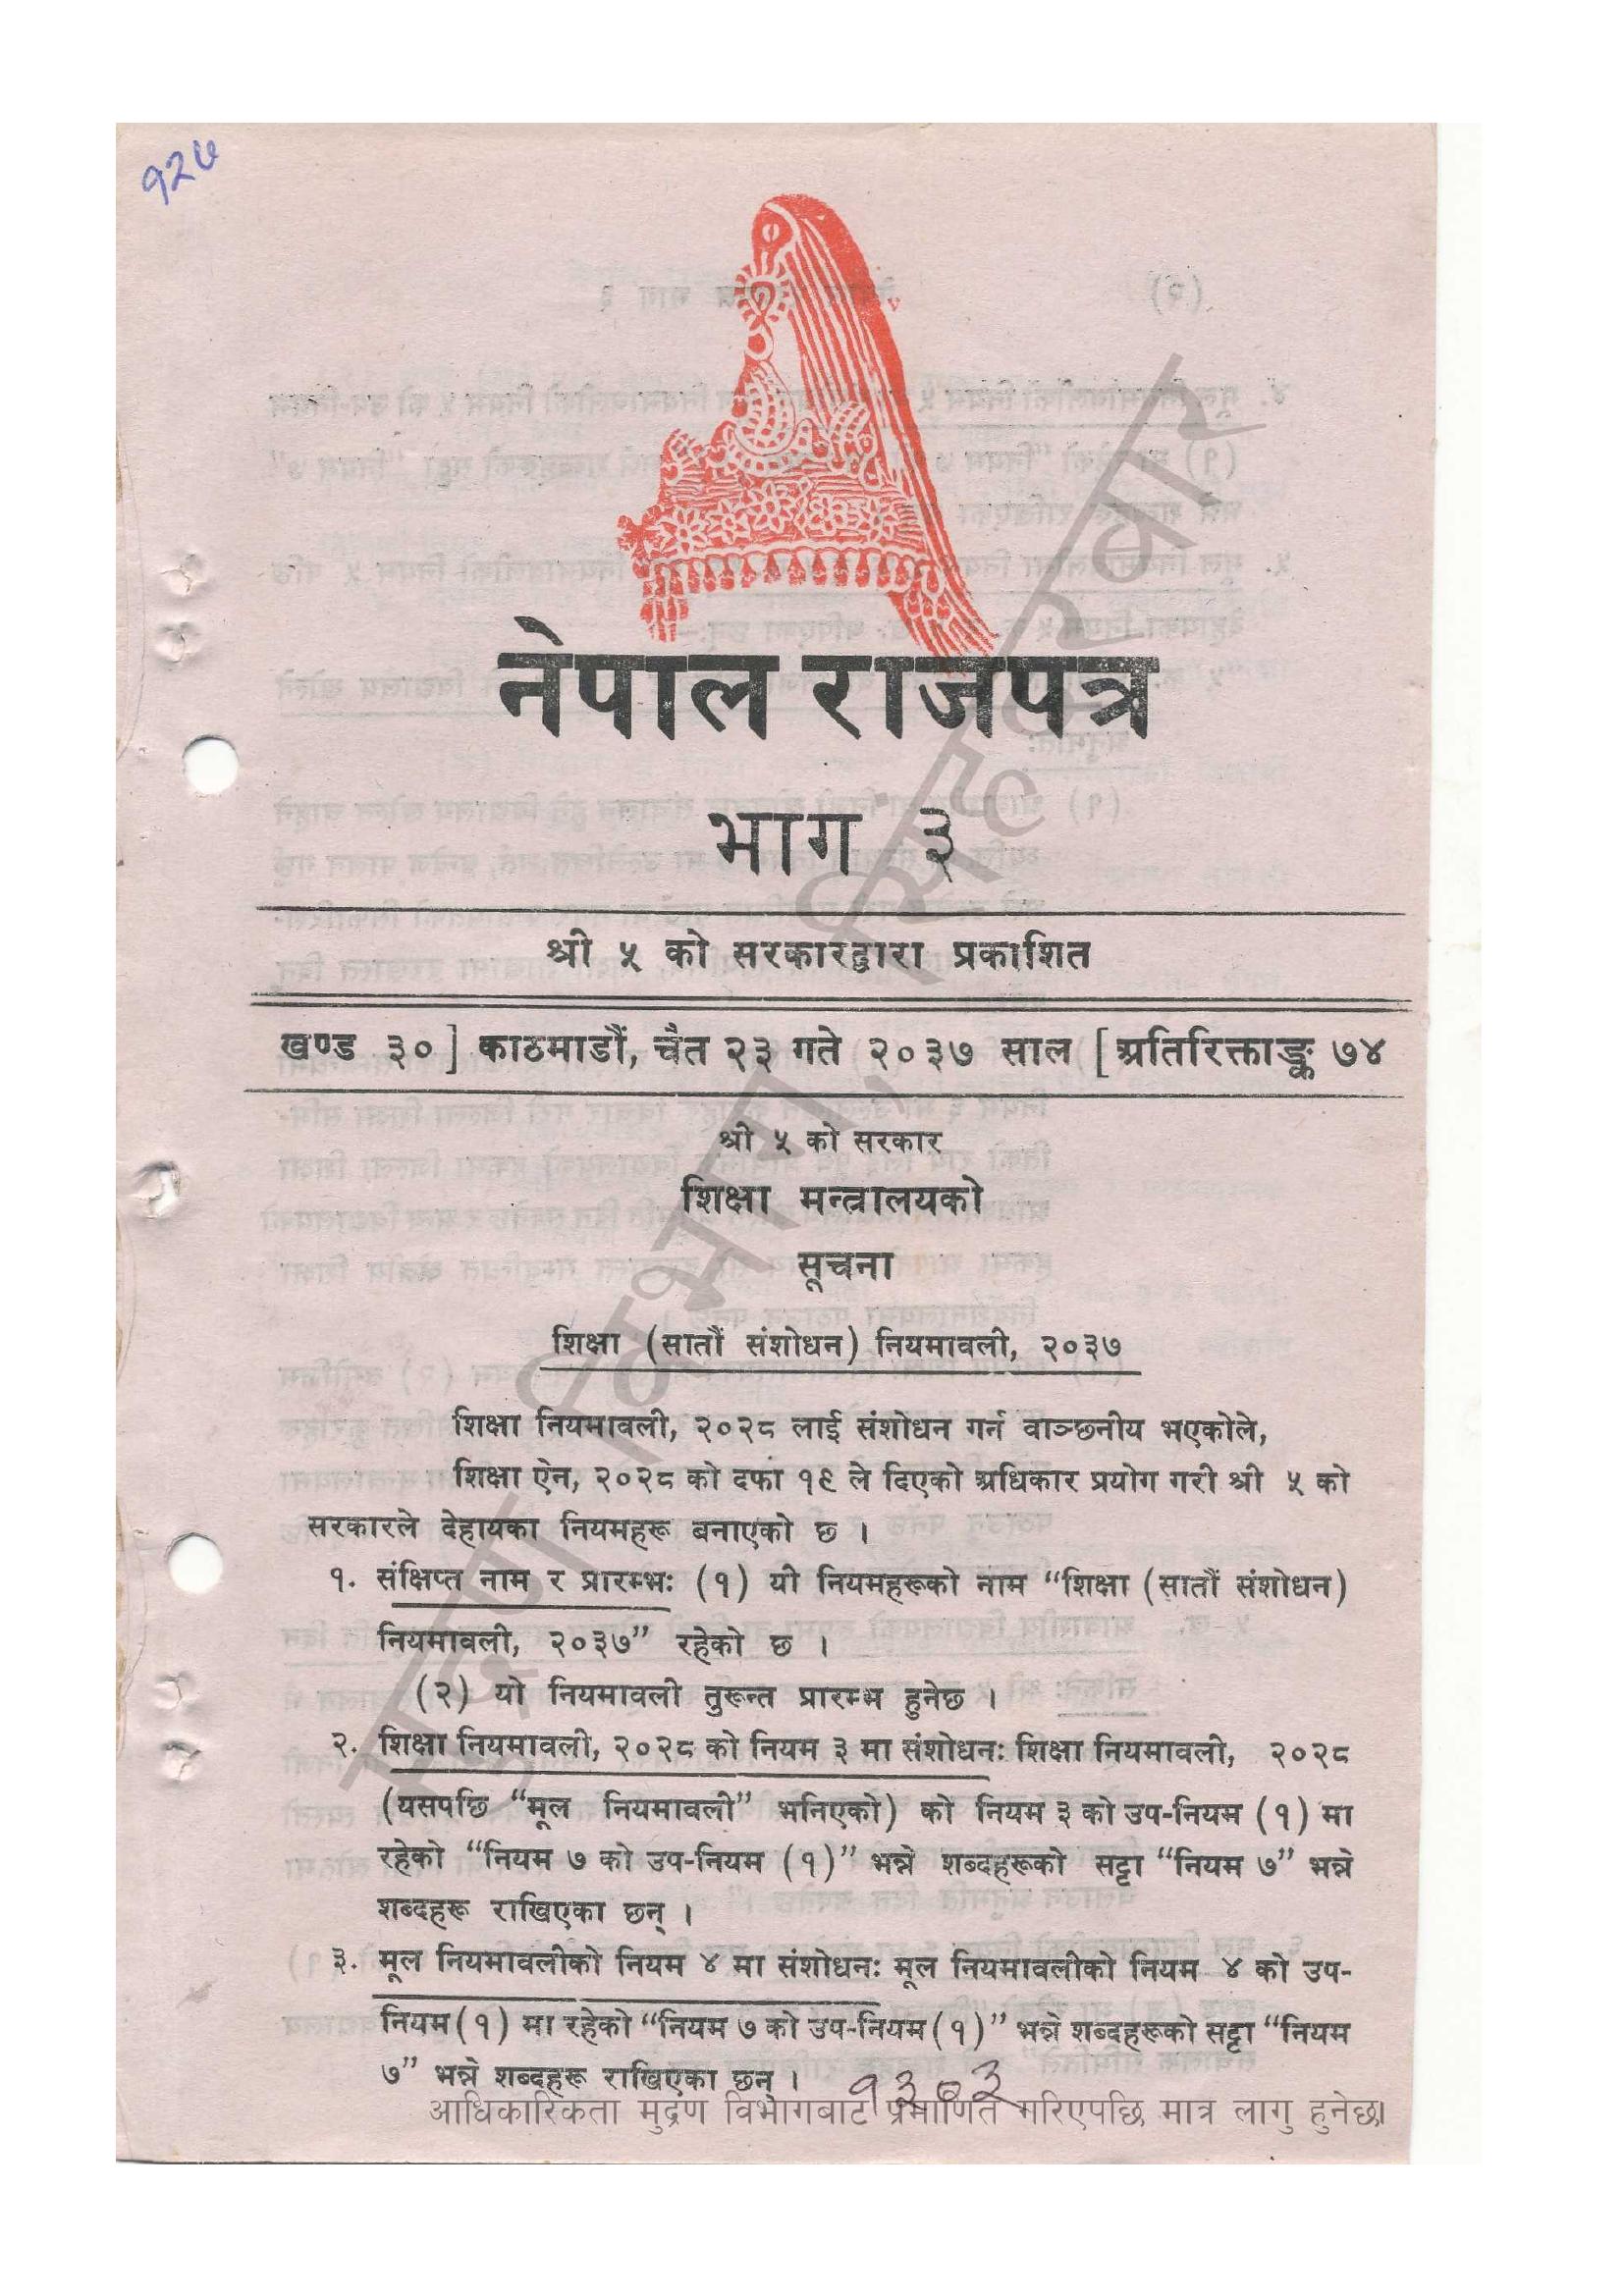 १२७
नेपाल राजपत्र
भाग ३
श्री ५ को सरकारद्वारा प्रकाशित
खण्ड ३० ] काठमाडौं, चैत २३ गते २०३७ साल [ अतिरिक्ताङ्क ७४
श्री ५ को सरकार
शिक्षा मन्त्रालयको
सूचना
शिक्षा (सातौं संशोधन) नियमावली, २०३७
शिक्षा नियमावली, २०२८ लाई संशोधन गर्न वाञ्छनीय भएकोले,
शिक्षा ऐन, २०२८ को दफा १९ ले दिएको अधिकार प्रयोग गरी श्री ५ को
सरकारले देहायका नियमहरू बनाएको छ ।
१. संक्षिप्त नाम र प्रारम्भः (१) यी नियमहरूको नाम “शिक्षा (सातौं संशोधन)
नियमावली, २०३७” रहेको छ ।
(२) यो नियमावली तुरून्त प्रारम्भ हुनेछ ।
२. शिक्षा नियमावली, २०२८ को नियम ३ मा संशोधनः शिक्षा नियमावली, २०२८
(यसपछि “मूल नियमावली” भनिएको) को नियम ३ को उप-नियम (१) मा
रहेको “नियम ७ को उप-नियम (१)” भन्ने शब्दहरूको सट्टा “नियम ७” भन्ने
शब्दहरू राखिएका छन् ।
३. मूल नियमावलीको नियम ४ मा संशोधनः मूल नियमावलीको नियम ४ को उप-
नियम (१) मा रहेको “नियम ७ को उप-नियम (१)” भन्ने शब्दहरूको सट्टा “नियम
७” भन्ने शब्दहरू राखिएका छन् ।
१३०३
आधिकारिकता मुद्रण विभागबाट प्रमाणित गरिएपछि मात्र लागु हुनेछ।
मुद्रण विभाग, सिंहदरबार